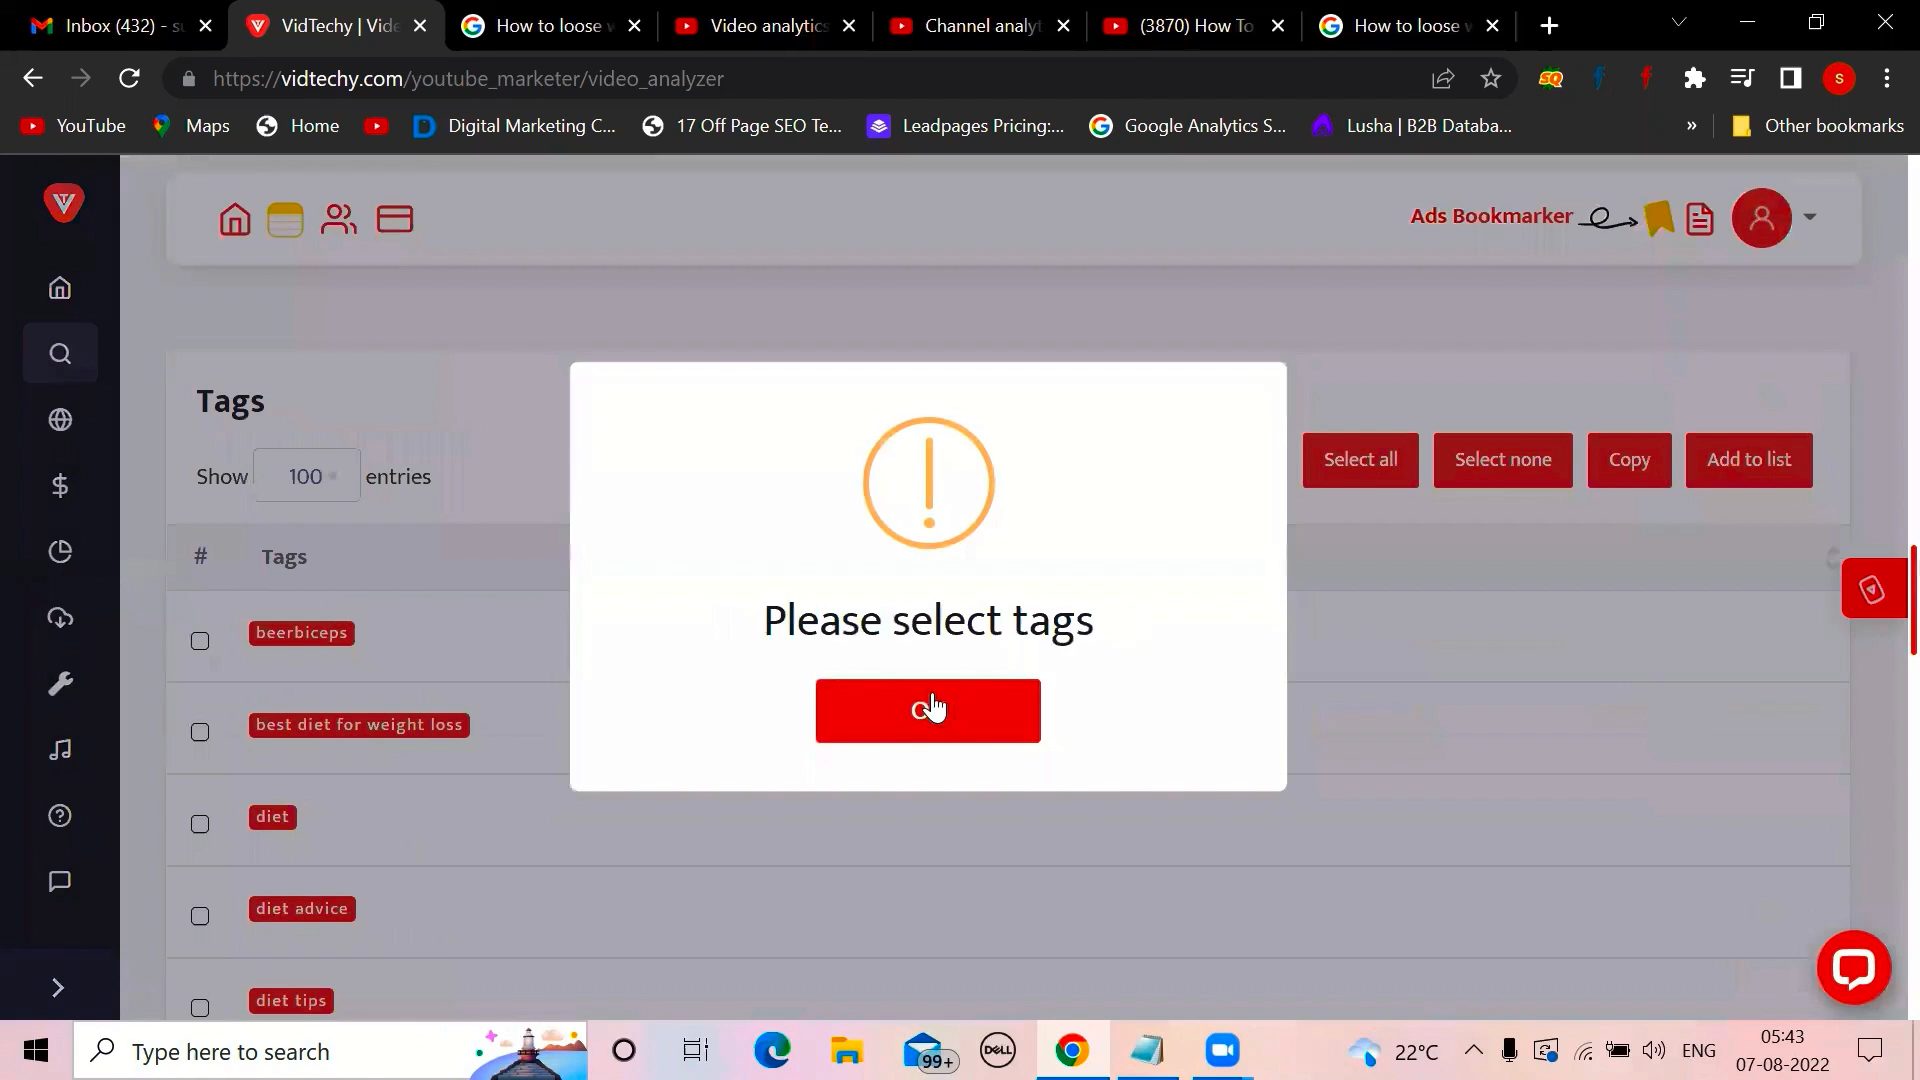 Inbox (432) - su
VidTechy | Vide
How to loose w
Video analytics
Channel analyt
(3870) How To
How to loose w
https://vidtechy.com/youtube_marketer/video_analyzer
S
YouTube
Maps
Home
Digital Marketing C...
17 Off Page SEO Te...
Leadpages Pricing:...
Google Analytics S...
Lusha | B2B Databa...
»
Other bookmarks
Ads Bookmarker
Tags
Show 100 entries
Select all
Select none
Copy
Add to list
# Tags
beerbiceps
best diet for weight loss
diet
diet advice
diet tips
Please select tags
Type here to search
99+
DELL
22°C
ENG
05:43
07-08-2022